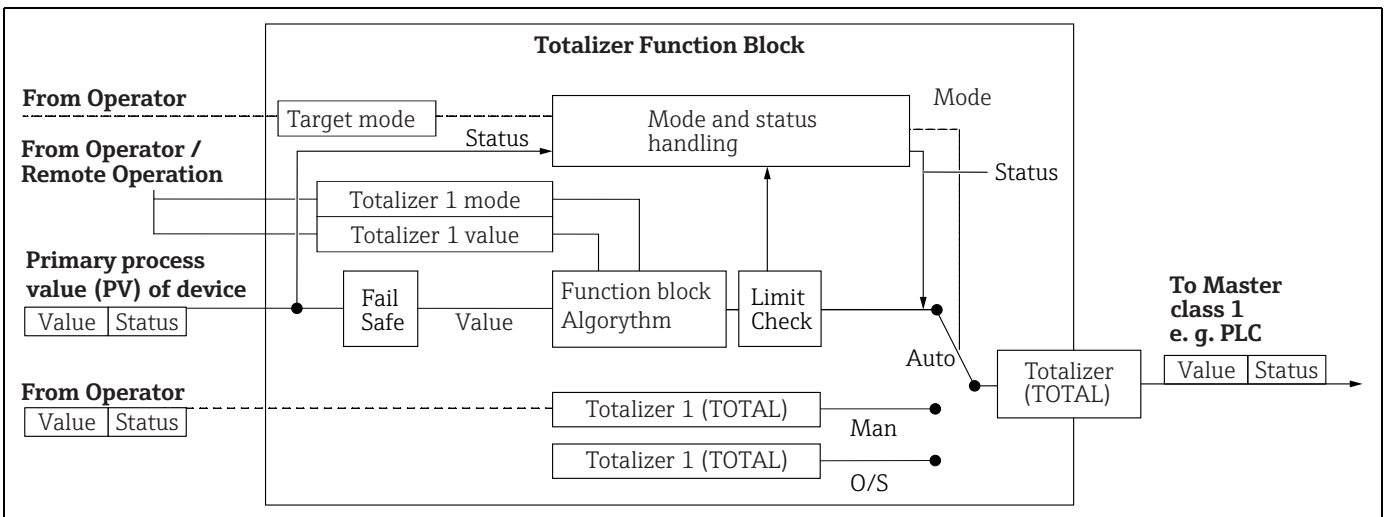 Totalizer Function Block
From Operator
Target mode
Mode and status
handling
Mode
From Operator /
Remote Operation
Status
Status
Totalizer 1 mode
Totalizer 1 value
Primary process
value (PV) of device
Value Status
Fail
Safe
Value
Function block
Algorythm
Limit
Check
Auto
To Master
class 1
e. g. PLC
Value Status
Totalizer
(TOTAL)
From Operator
Value Status
Totalizer 1 (TOTAL)
Man
Totalizer 1 (TOTAL)
O/S